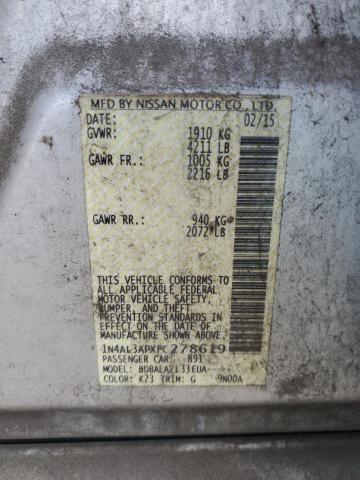 MFD BY NISSAN MOTOR CO., LTD.
DATE: 02/15
GVWR: 1910 KG
4211 LB
GAWR FR.: 1005 KG
2216 LB
GAWR RR.: 940 KG
2072 LB
THIS VEHICLE CONFORMS TO ALL
APPLICABLE FEDERAL
MOTOR VEHICLE SAFETY,
BUMPER, AND THEFT
PREVENTION STANDARDS
IN EFFECT ON THE DATE OF
MANUFACTURE SHOWN ABOVE.
1N4AL3APXFC278619
PASSENGER CAR 891
MODEL: BDBALAZL33EUA
COLOR: K23 TRIM: G 9N00A